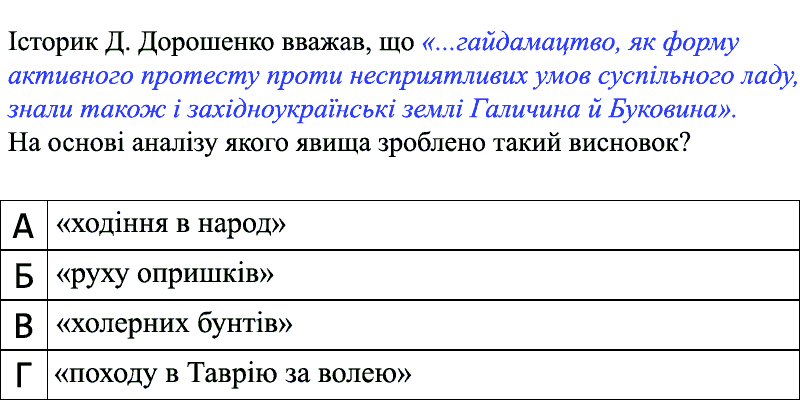 Історик Д. Дорошенко вважав, що «...гайдамацтво, як форму
активного протесту проти несприятливих умов суспільного ладу,
знали також і західноукраїнські землі Галичина й Буковина».
На основі аналізу якого явища зроблено такий висновок?
А «ходіння в народ»
Б «руху опришків»
В «холерних бунтів»
Г «походу в Таврію за волею»